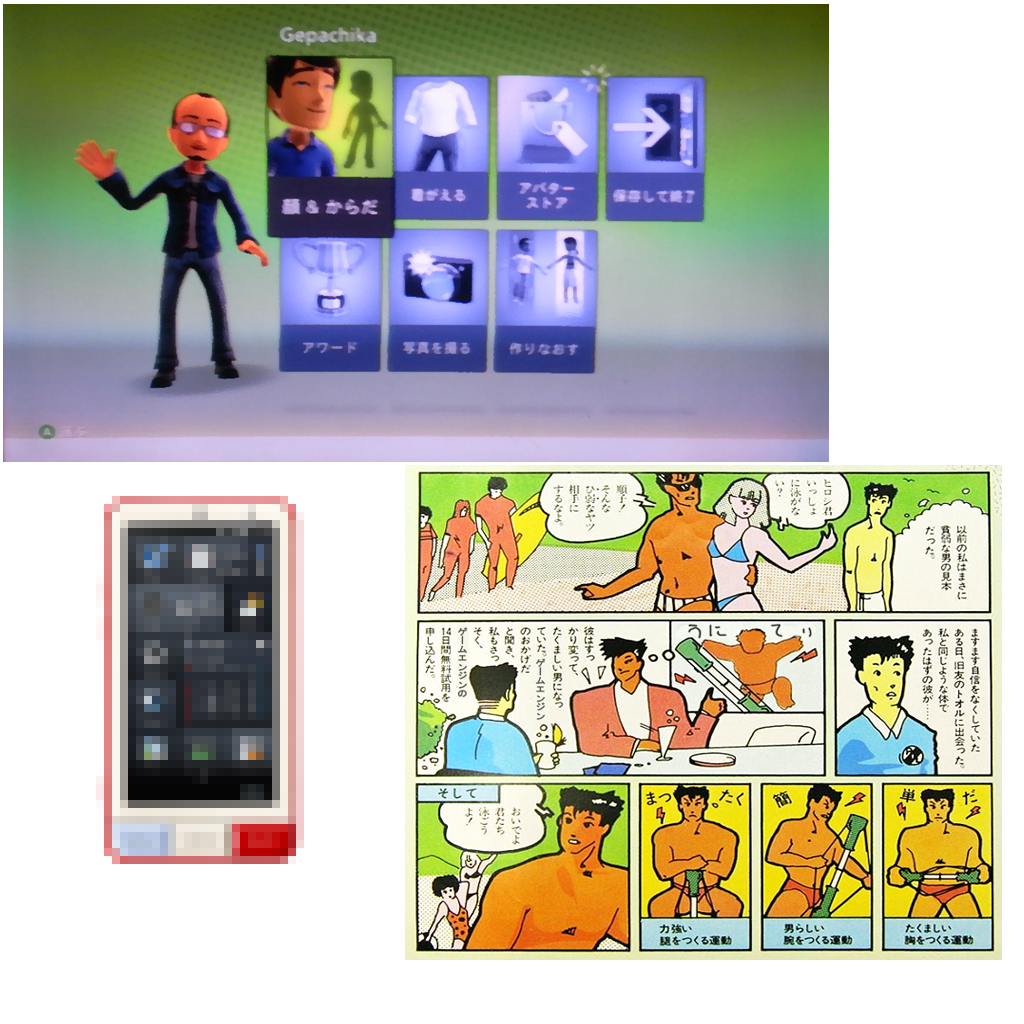 Gepachika
顔 & からだ
着がえる
アバター
ストア
保存して終了
アワード
写真を撮る
作りなおす
A
以前の私はまさに
貧弱な男の見本
だった。
ヒロシ君
いっしょ
に泳がな
い?
順子!
そんな
ひ弱なヤツ
相手に
するなよ。
ますます自信をなくしていた
ある日、旧友のトオルに出会った。
私と同じような体で
あったはずの彼が……
うに てり
彼はすっ
かり変って、
たくましい男になっ
ていた。ゲームエンジン
のおかげだ
と聞き、
私もさっ
そく、
ゲームエンジンの
14日間無料試用を
申し込んだ。
そして
おいでよ
君たち
泳ごう
よ!
まったく
簡
単だ
力強い
腿をつくる運動
男らしい
腕をつくる運動
たくましい
胸をつくる運動